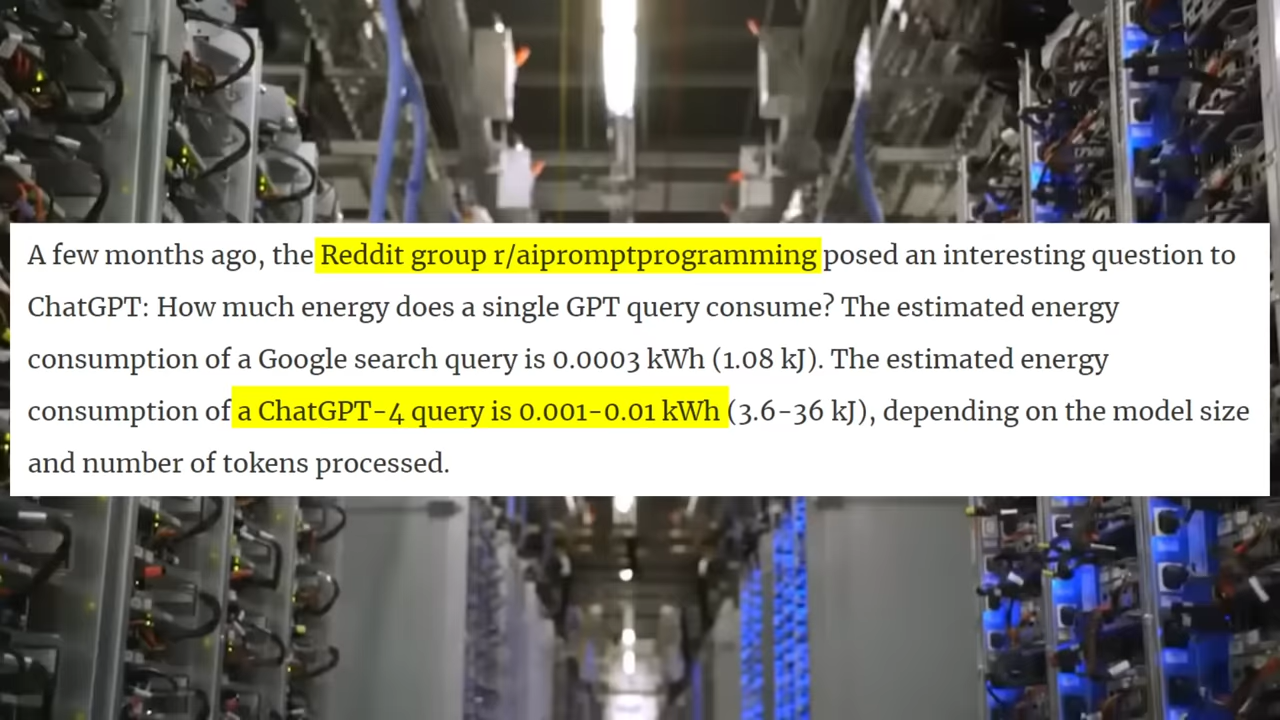 A few months ago, the Reddit group r/aipromptprogramming posed an interesting question to
ChatGPT: How much energy does a single GPT query consume? The estimated energy
consumption of a Google search query is 0.0003 kWh (1.08 kJ). The estimated energy
consumption of a ChatGPT-4 query is 0.001-0.01 kWh (3.6-36 kJ), depending on the model size
and number of tokens processed.